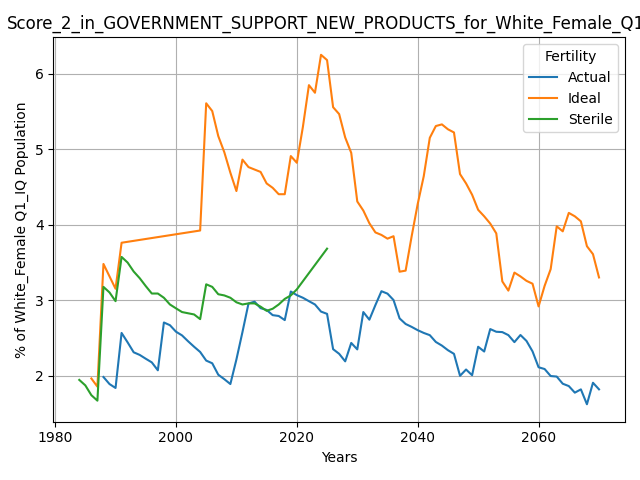 Score_2_in_GOVERNMENT_SUPPORT_NEW_PRODUCTS_for_White_Female_Q1
Fertility
Actual
Ideal
Sterile
% of White_Female Q1_IQ Population
6
5
4
3
2
1980 2000 2020 2040 2060
Years